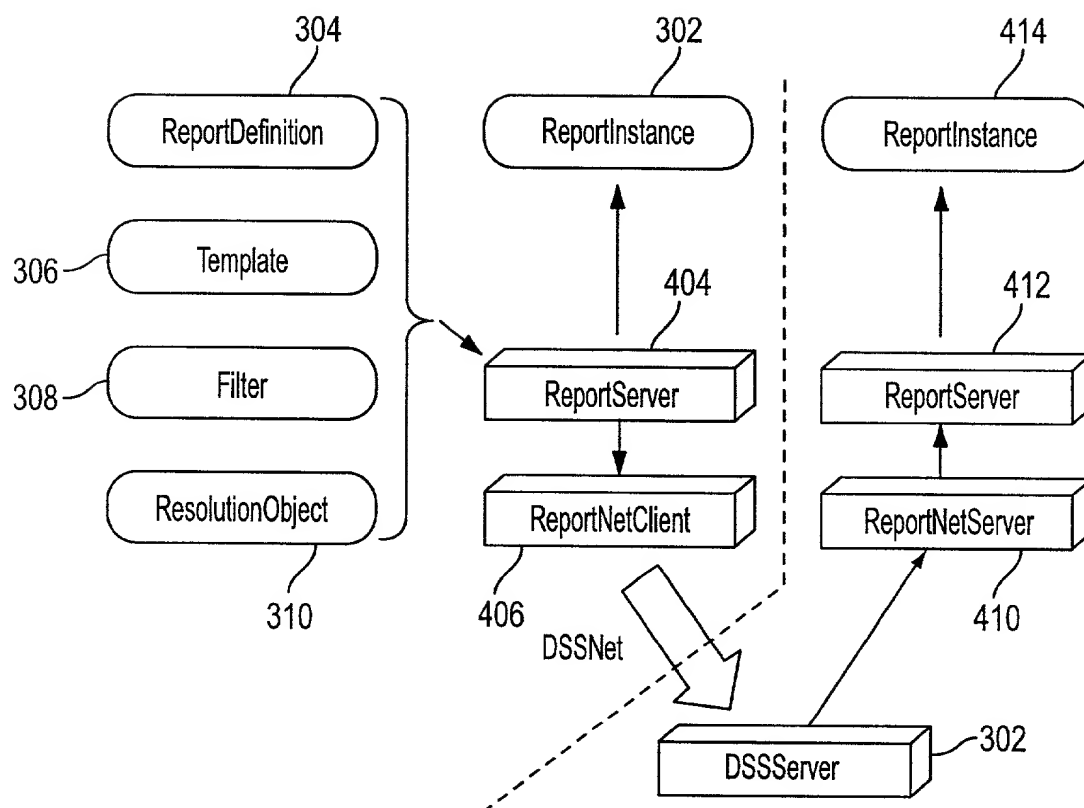 304
302
414
ReportDefinition
ReportInstance
ReportInstance
306
Template
404
412
308
Filter
ReportServer
ReportServer
ResolutionObject
ReportNetClient
ReportNetServer
310
406
410
DSSNet
DSSServer
302